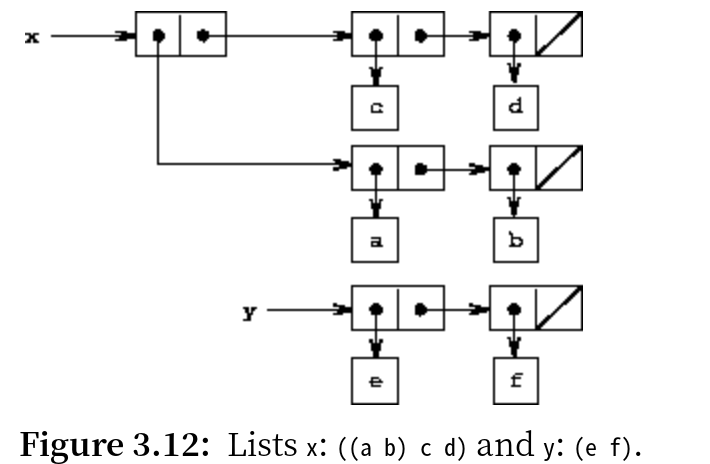 x
c d
a b
y
e f
Figure 3.12: Lists x: ((a b) c d) and y: (e f).